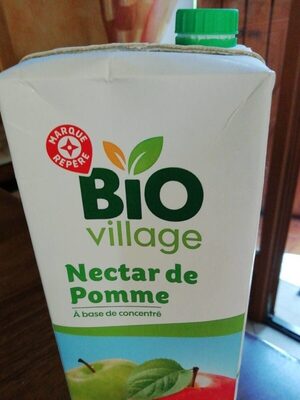 MARQUE
REPÈRE
BIO
village
Nectar de
Pomme
À base de concentré